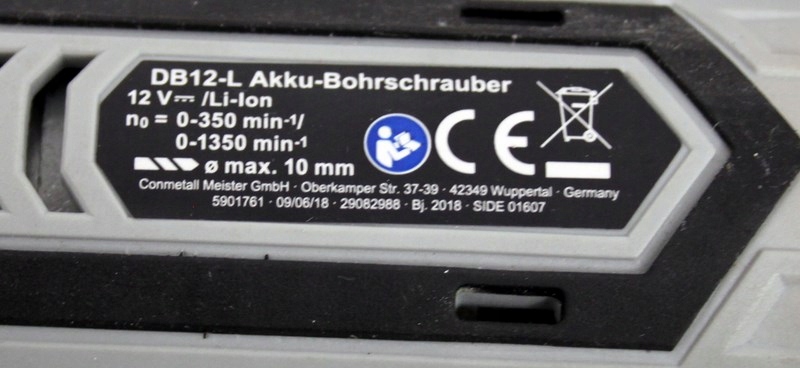 DB12-L Akku-Bohrschrauber
12 V⎓ /Li-Ion
n₀ = 0-350 min⁻¹/
0-1350 min⁻¹
ø max. 10 mm
CE
Conmetall Meister GmbH · Oberkamper Str. 37-39 · 42349 Wuppertal · Germany
5901761 · 09/06/18 · 29082988 · Bj. 2018 · SIDE 01607